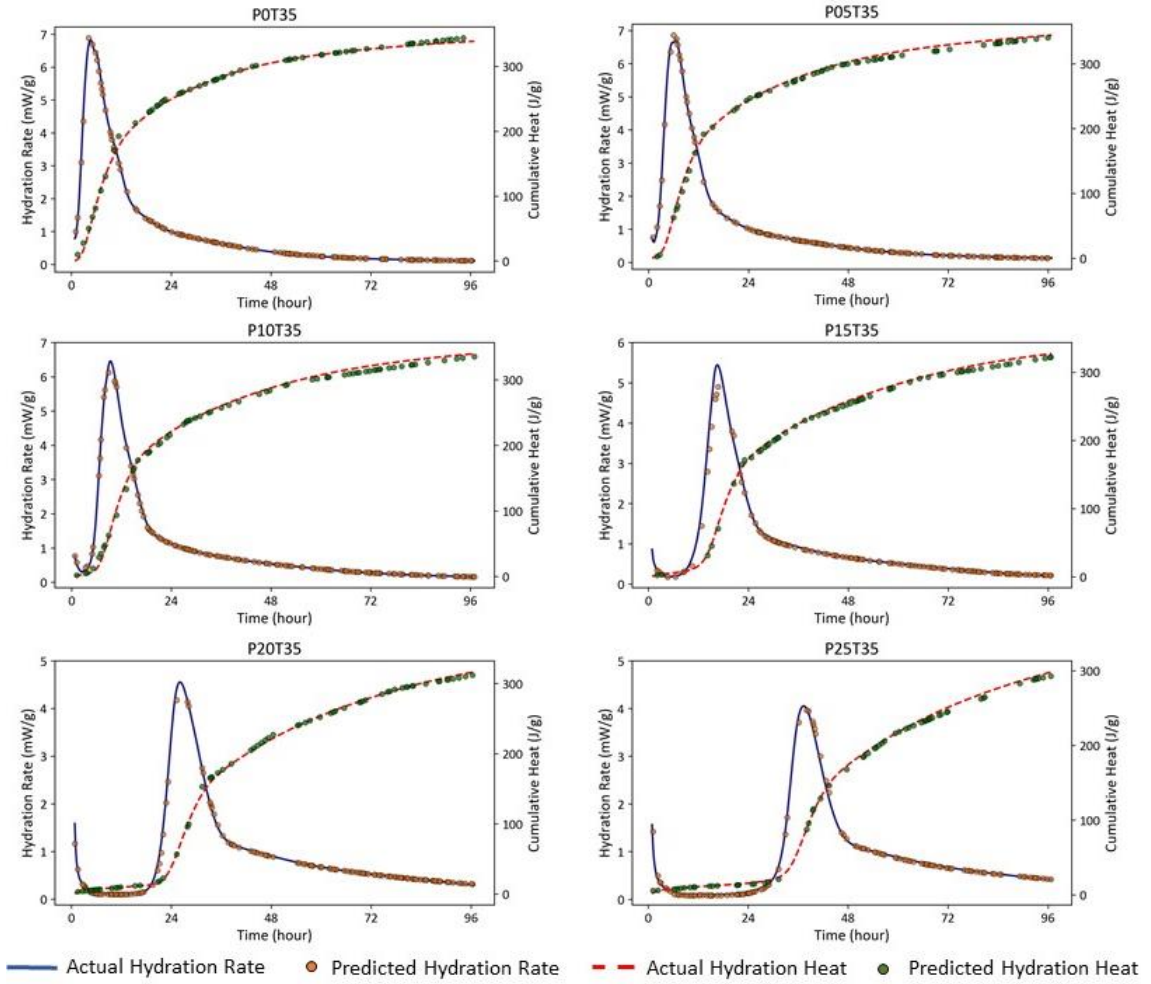 P0T35
Hydration Rate (mW/g)
7
6
5
4
3
2
1
0
300
200
100
0
Cumulative Heat (J/g)
0 24 48 72 96
Time (hour)
P05T35
Hydration Rate (mW/g)
7
6
5
4
3
2
1
0
300
200
100
0
Cumulative Heat (J/g)
0 24 48 72 96
Time (hour)
P10T35
Hydration Rate (mW/g)
7
6
5
4
3
2
1
0
300
200
100
0
Cumulative Heat (J/g)
0 24 48 72 96
Time (hour)
P15T35
Hydration Rate (mW/g)
6
5
4
3
2
1
0
300
200
100
0
Cumulative Heat (J/g)
0 24 48 72 96
Time (hour)
P20T35
Hydration Rate (mW/g)
5
4
3
2
1
0
300
200
100
0
Cumulative Heat (J/g)
0 24 48 72 96
Time (hour)
P25T35
Hydration Rate (mW/g)
5
4
3
2
1
0
300
200
100
0
Cumulative Heat (J/g)
0 24 48 72 96
Time (hour)
Actual Hydration Rate Predicted Hydration Rate Actual Hydration Heat Predicted Hydration Heat